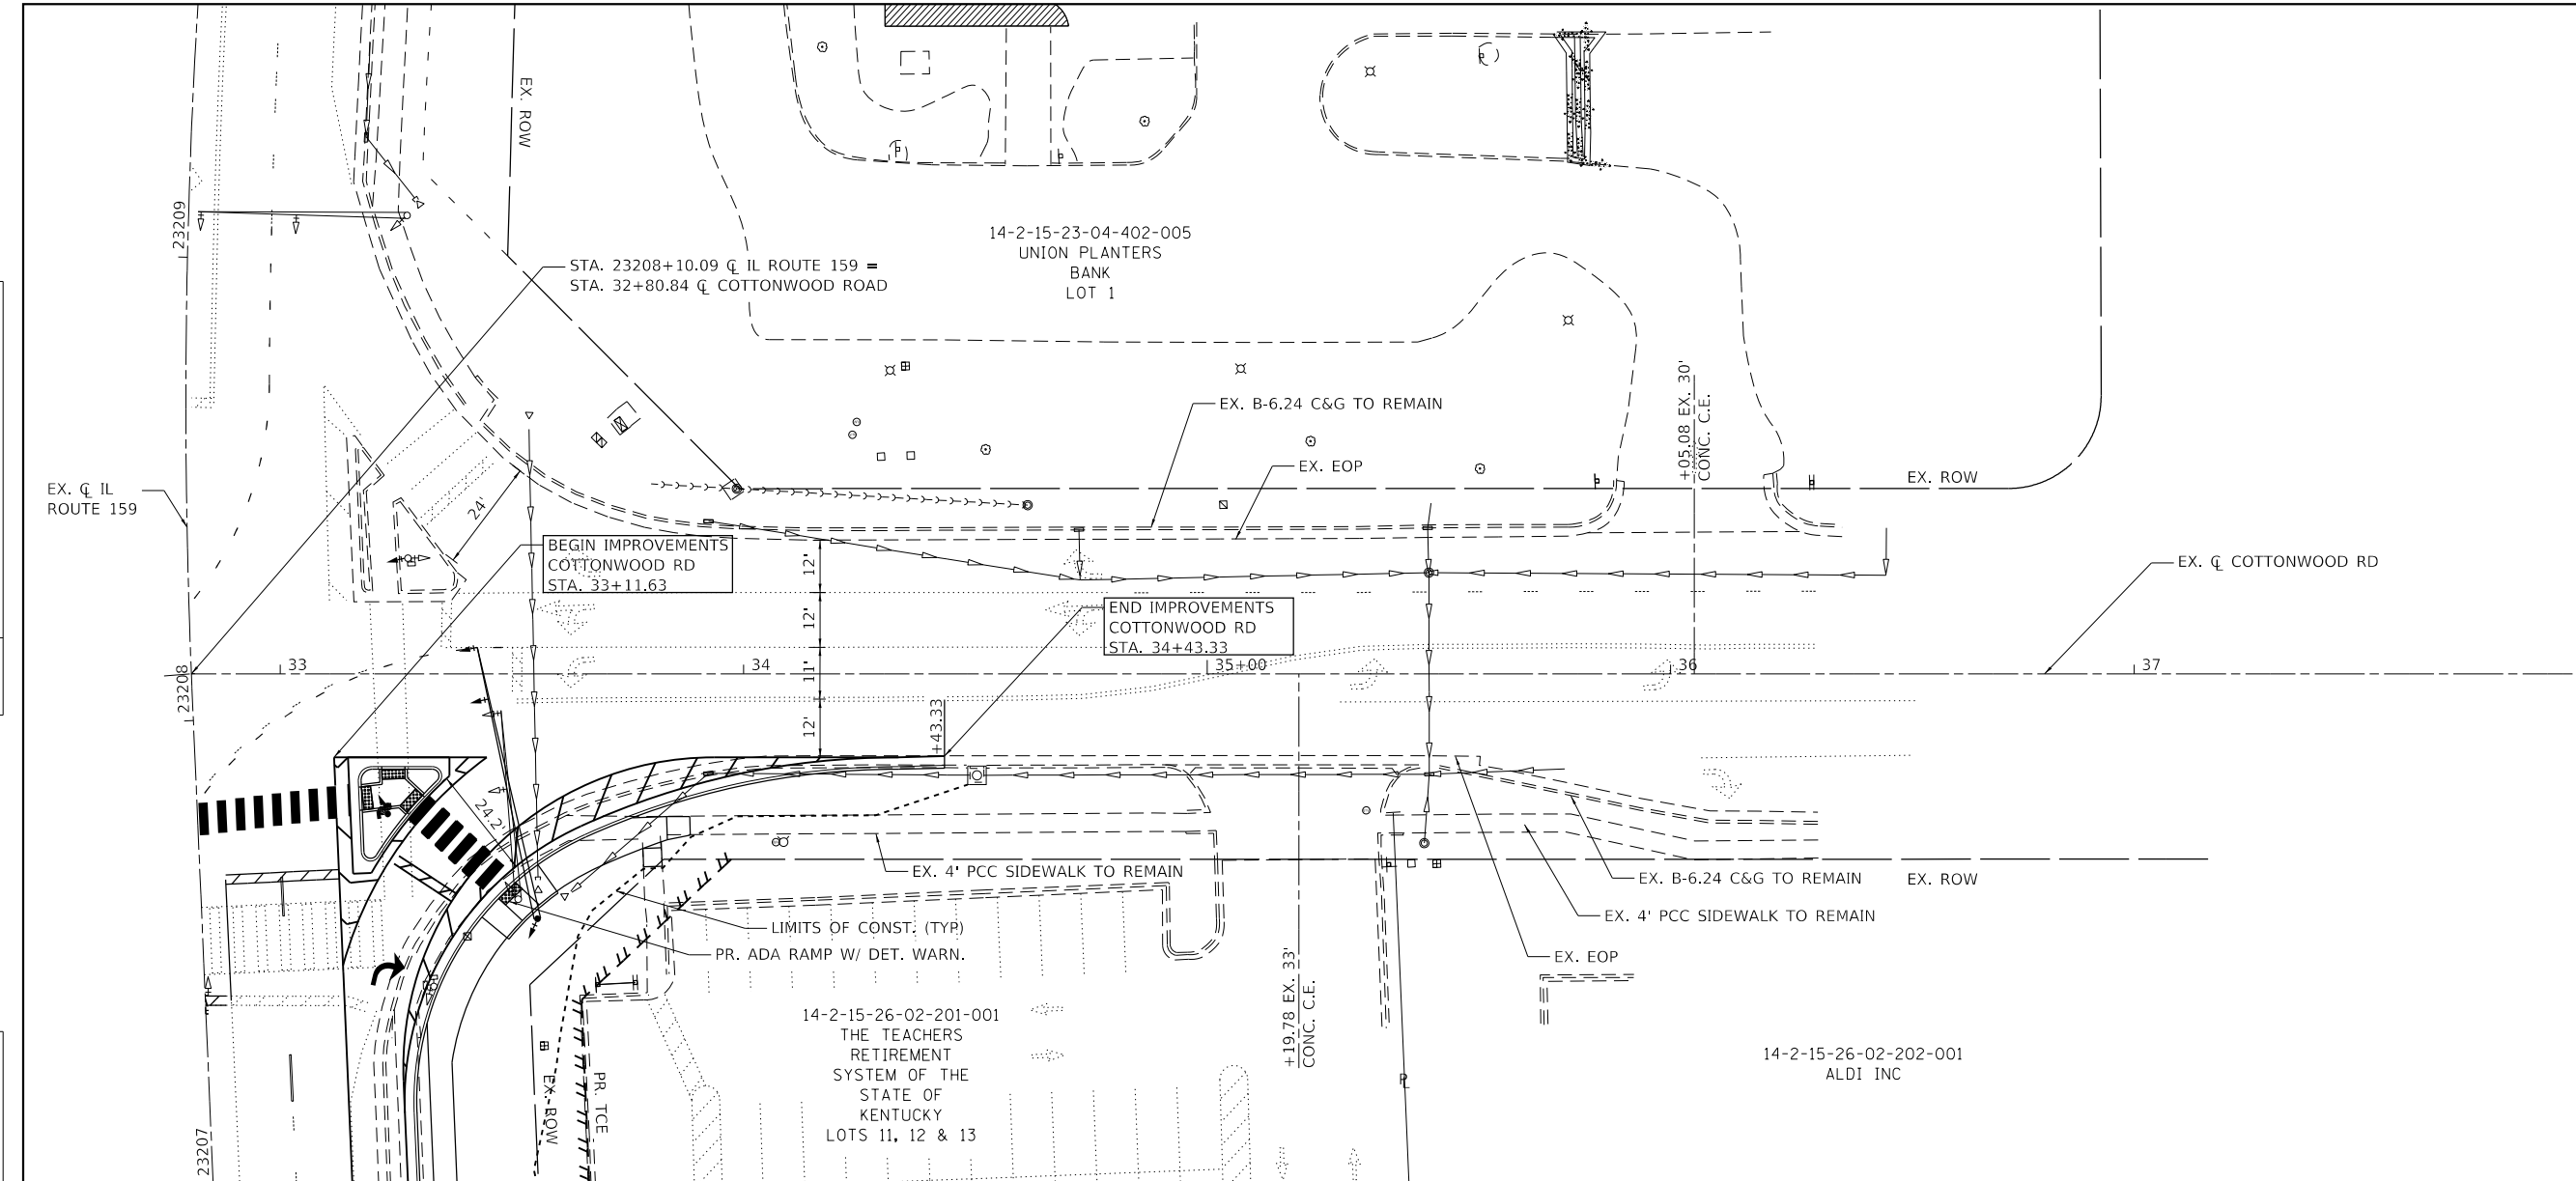 EX. ROW
23209
14-2-15-23-04-402-005
UNION PLANTERS
BANK
LOT 1
STA. 23208+10.09 ℄ IL ROUTE 159 =
STA. 32+80.84 ℄ COTTONWOOD ROAD
EX. B-6.24 C&G TO REMAIN
+05.08 EX. 30'
CONC. C.E.
EX. EOP
EX. ROW
EX. ℄ IL
ROUTE 159
24'
BEGIN IMPROVEMENTS
COTTONWOOD RD
STA. 33+11.63
12'
12'
11'
12'
EX. ℄ COTTONWOOD RD
END IMPROVEMENTS
COTTONWOOD RD
STA. 34+43.33
23208
33
34
35+00
36
37
+43.33
24.2'
EX. 4' PCC SIDEWALK TO REMAIN
EX. B-6.24 C&G TO REMAIN
EX. ROW
EX. 4' PCC SIDEWALK TO REMAIN
LIMITS OF CONST. (TYP)
PR. ADA RAMP W/ DET. WARN.
EX. EOP
+19.78 EX. 33'
CONC. C.E.
14-2-15-26-02-201-001
THE TEACHERS
RETIREMENT
SYSTEM OF THE
STATE OF
KENTUCKY
LOTS 11, 12 & 13
14-2-15-26-02-202-001
ALDI INC
EX. ROW
PR. TCE
PL
23207